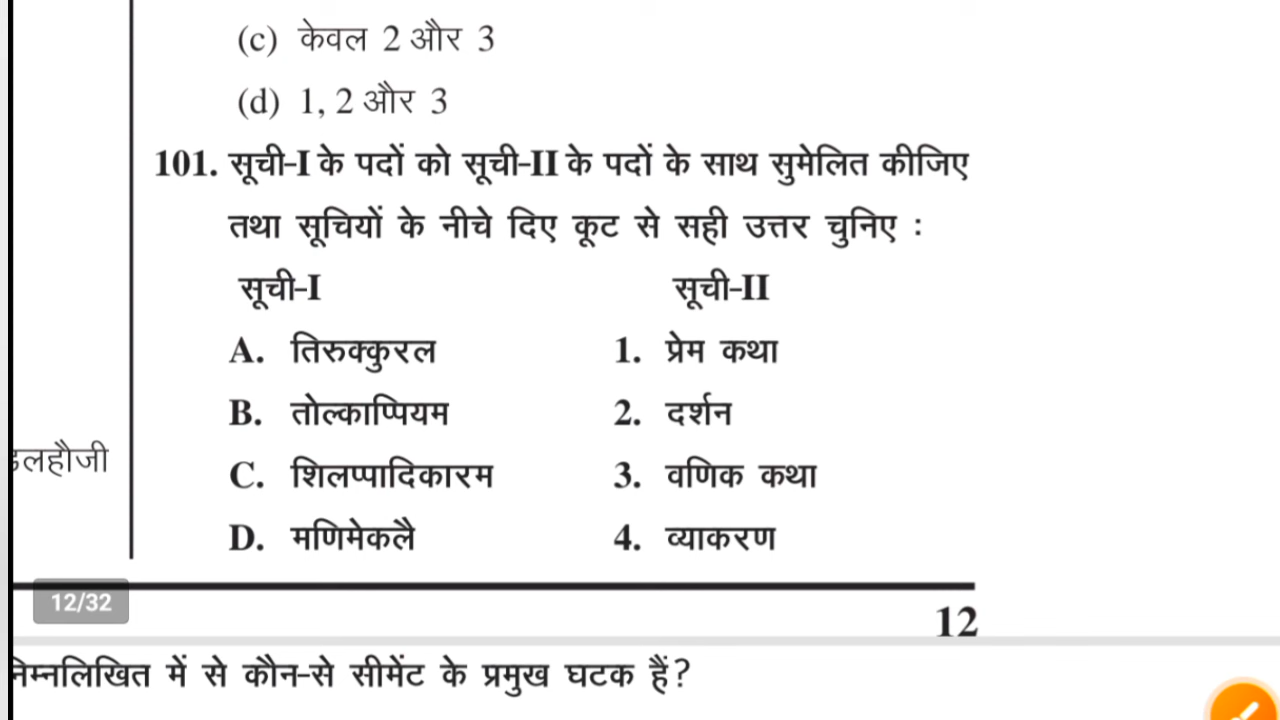 (c) केवल 2 और 3
(d) 1, 2 और 3
101. सूची-I के पदों को सूची-II के पदों के साथ सुमेलित कीजिए
तथा सूचियों के नीचे दिए कूट से सही उत्तर चुनिए :
सूची-I सूची-II
A. तिरुक्कुरल 1. प्रेम कथा
B. तोल्काप्पियम 2. दर्शन
C. शिलप्पादिकारम 3. वणिक कथा
D. मणिमेकलै 4. व्याकरण
लहौजी
12/32
12
निम्नलिखित में से कौन-से सीमेंट के प्रमुख घटक हैं?